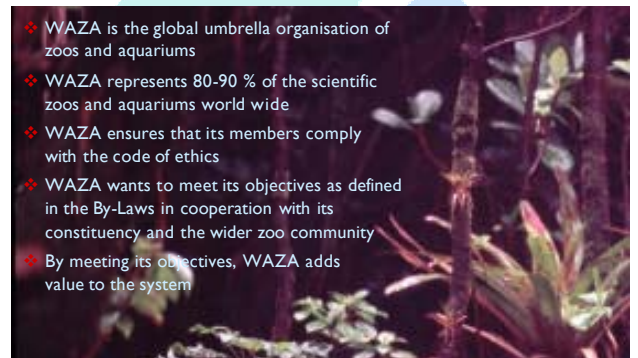 WAZA is the global umbrella organisation of
zoos and aquariums
WAZA represents 80-90 % of the scientific
zoos and aquariums world wide
WAZA ensures that its members comply
with the code of ethics
WAZA wants to meet its objectives as defined
in the By-Laws in cooperation with its
constituency and the wider zoo community
By meeting its objectives, WAZA adds
value to the system